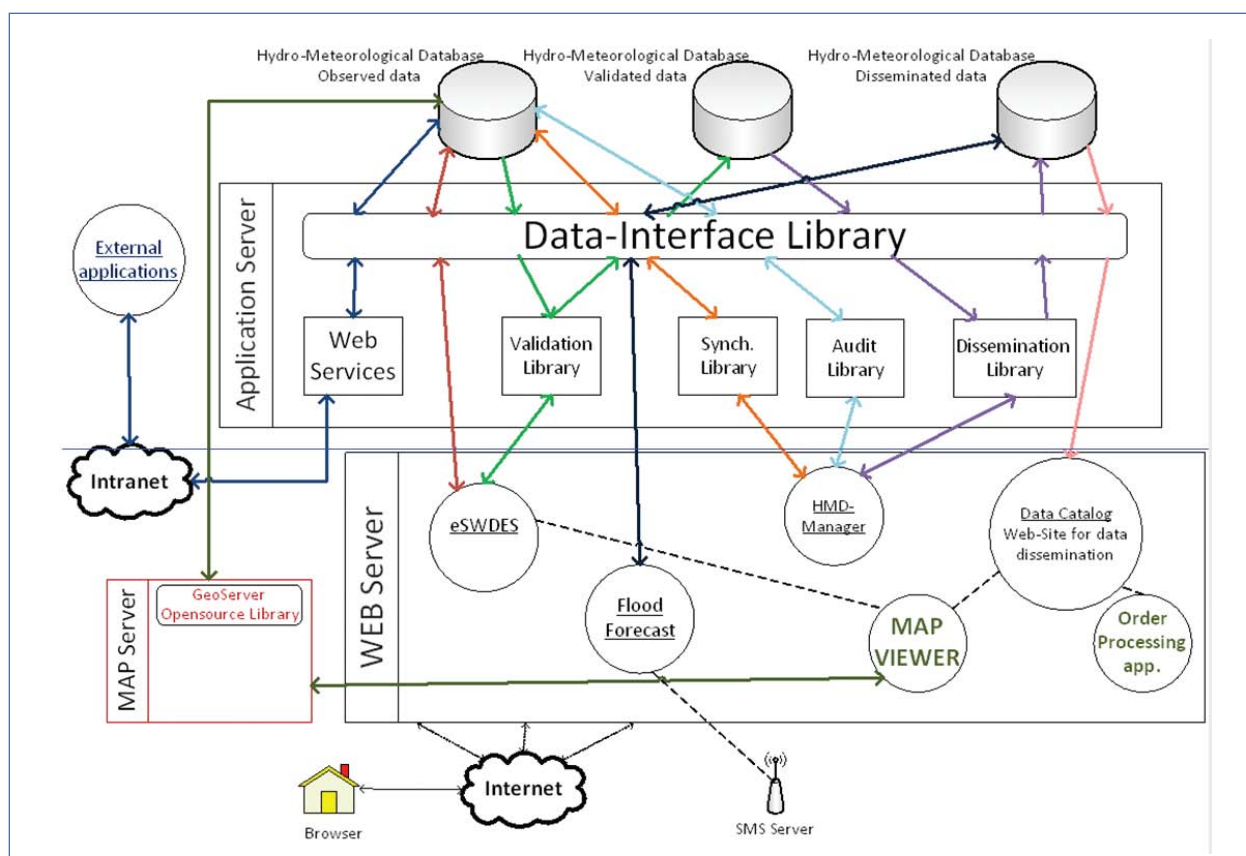 Hydro-Meteorological Database
Observed data
Hydro-Meteorological Database
Validated data
Hydro-Meteorological Database
Disseminated data
Application Server
Data-Interface Library
External
applications
Web
Services
Validation
Library
Synch.
Library
Audit
Library
Dissemination
Library
Intranet
WEB Server
eSWDES
HMD-
Manager
Data Catalog
Web-Site for data
dissemination
Flood
Forecast
MAP
VIEWER
Order
Processing
app.
MAP Server
GeoServer
Opensource Library
Internet
Browser
SMS Server